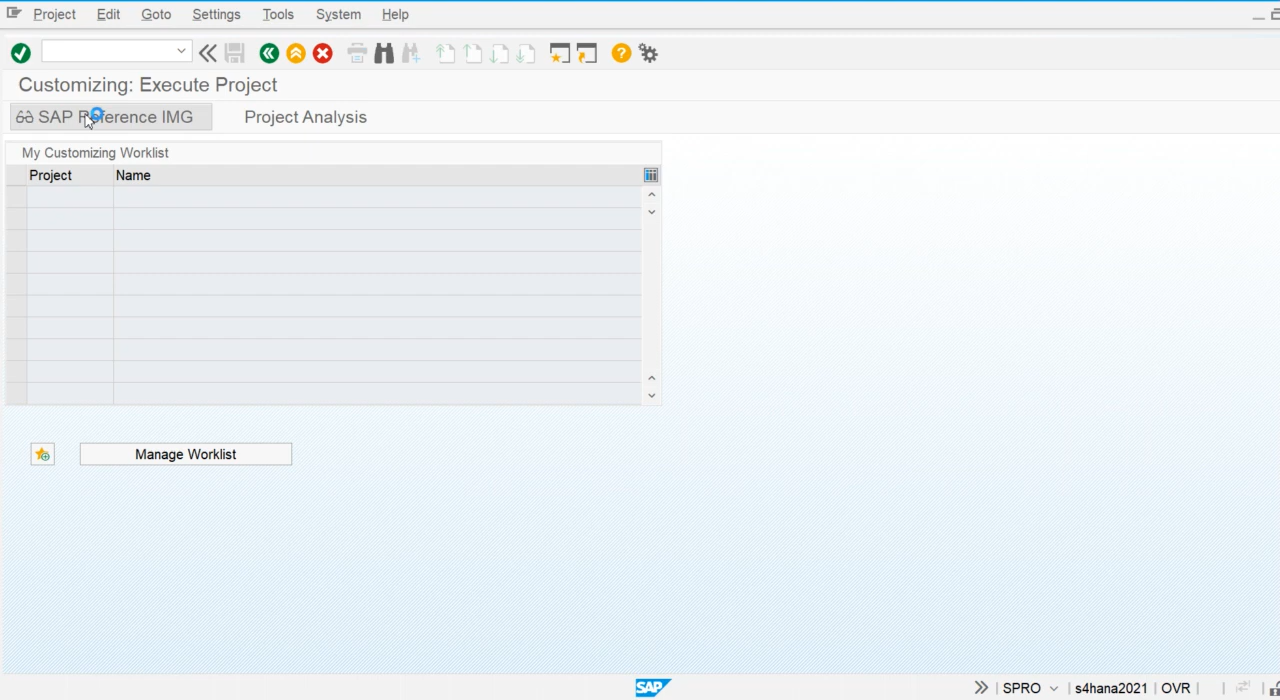 Project Edit Goto Settings Tools System Help
Customizing: Execute Project
SAP Reference IMG Project Analysis
My Customizing Worklist
Project Name
Manage Worklist
SAP SPRO s4hana2021 OVR